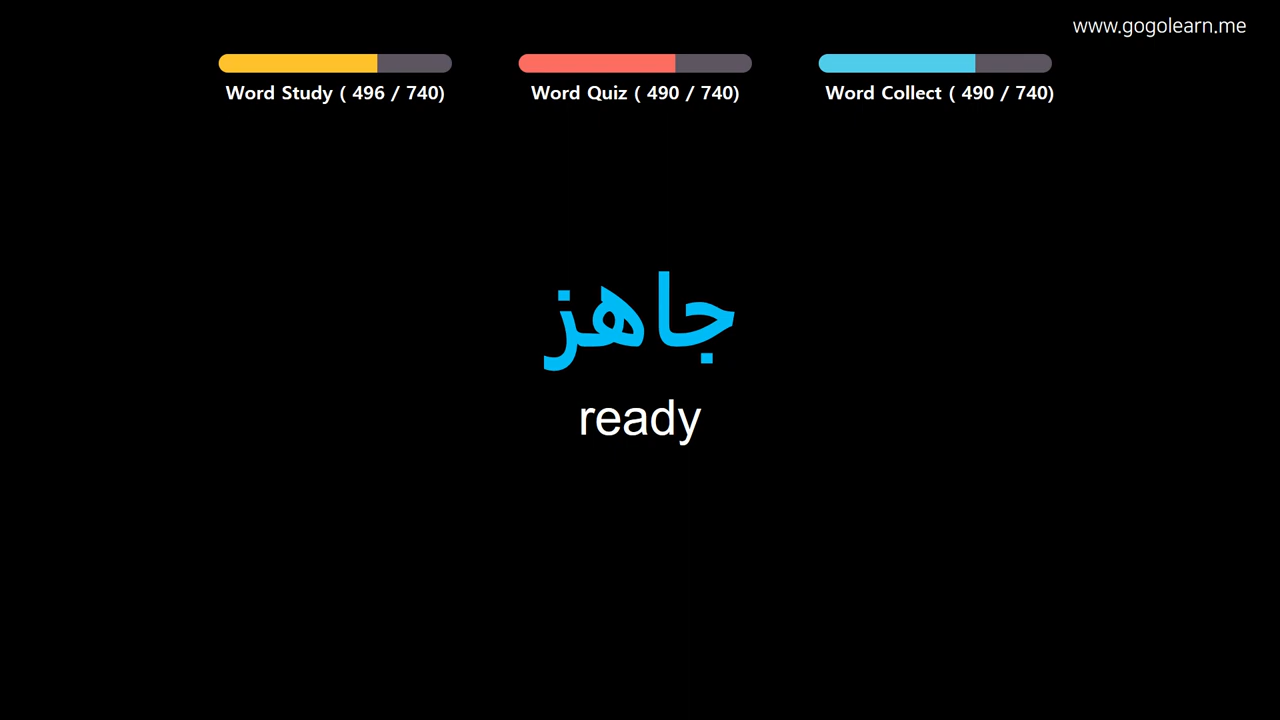 www.gogolearn.me
Word Study ( 496 / 740)
Word Quiz ( 490 / 740)
Word Collect ( 490 / 740)
جاهز
ready